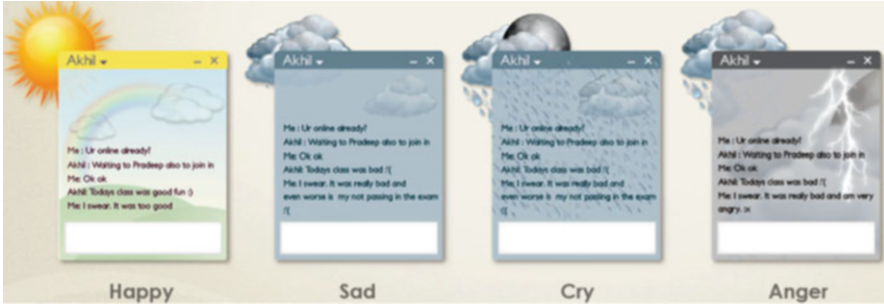 Akhil
Me : Ur online already?
Akhil : Waiting to Pradeep also to join in
Me: Ok ok
Akhil: Todays class was good fun :)
Me: I swear. It was too good
Happy
Akhil
Me : Ur online already?
Akhil : Waiting to Pradeep also to join in
Me: Ok ok
Akhil: Todays class was bad :'(
Me: I swear. It was really bad and
even worse is my not passing in the exam
:'(
Sad
Akhil
Me : Ur online already?
Akhil : Waiting to Pradeep also to join in
Me: Ok ok
Akhil: Todays class was bad :'(
Me: I swear. It was really bad and
even worse is my not passing in the exam
:'(
Cry
Akhil
Me : Ur online already?
Akhil : Waiting to Pradeep also to join in
Me: Ok ok
Akhil: Todays class was bad :'(
Me: I swear. It was really bad and am very
angry. :x
Anger